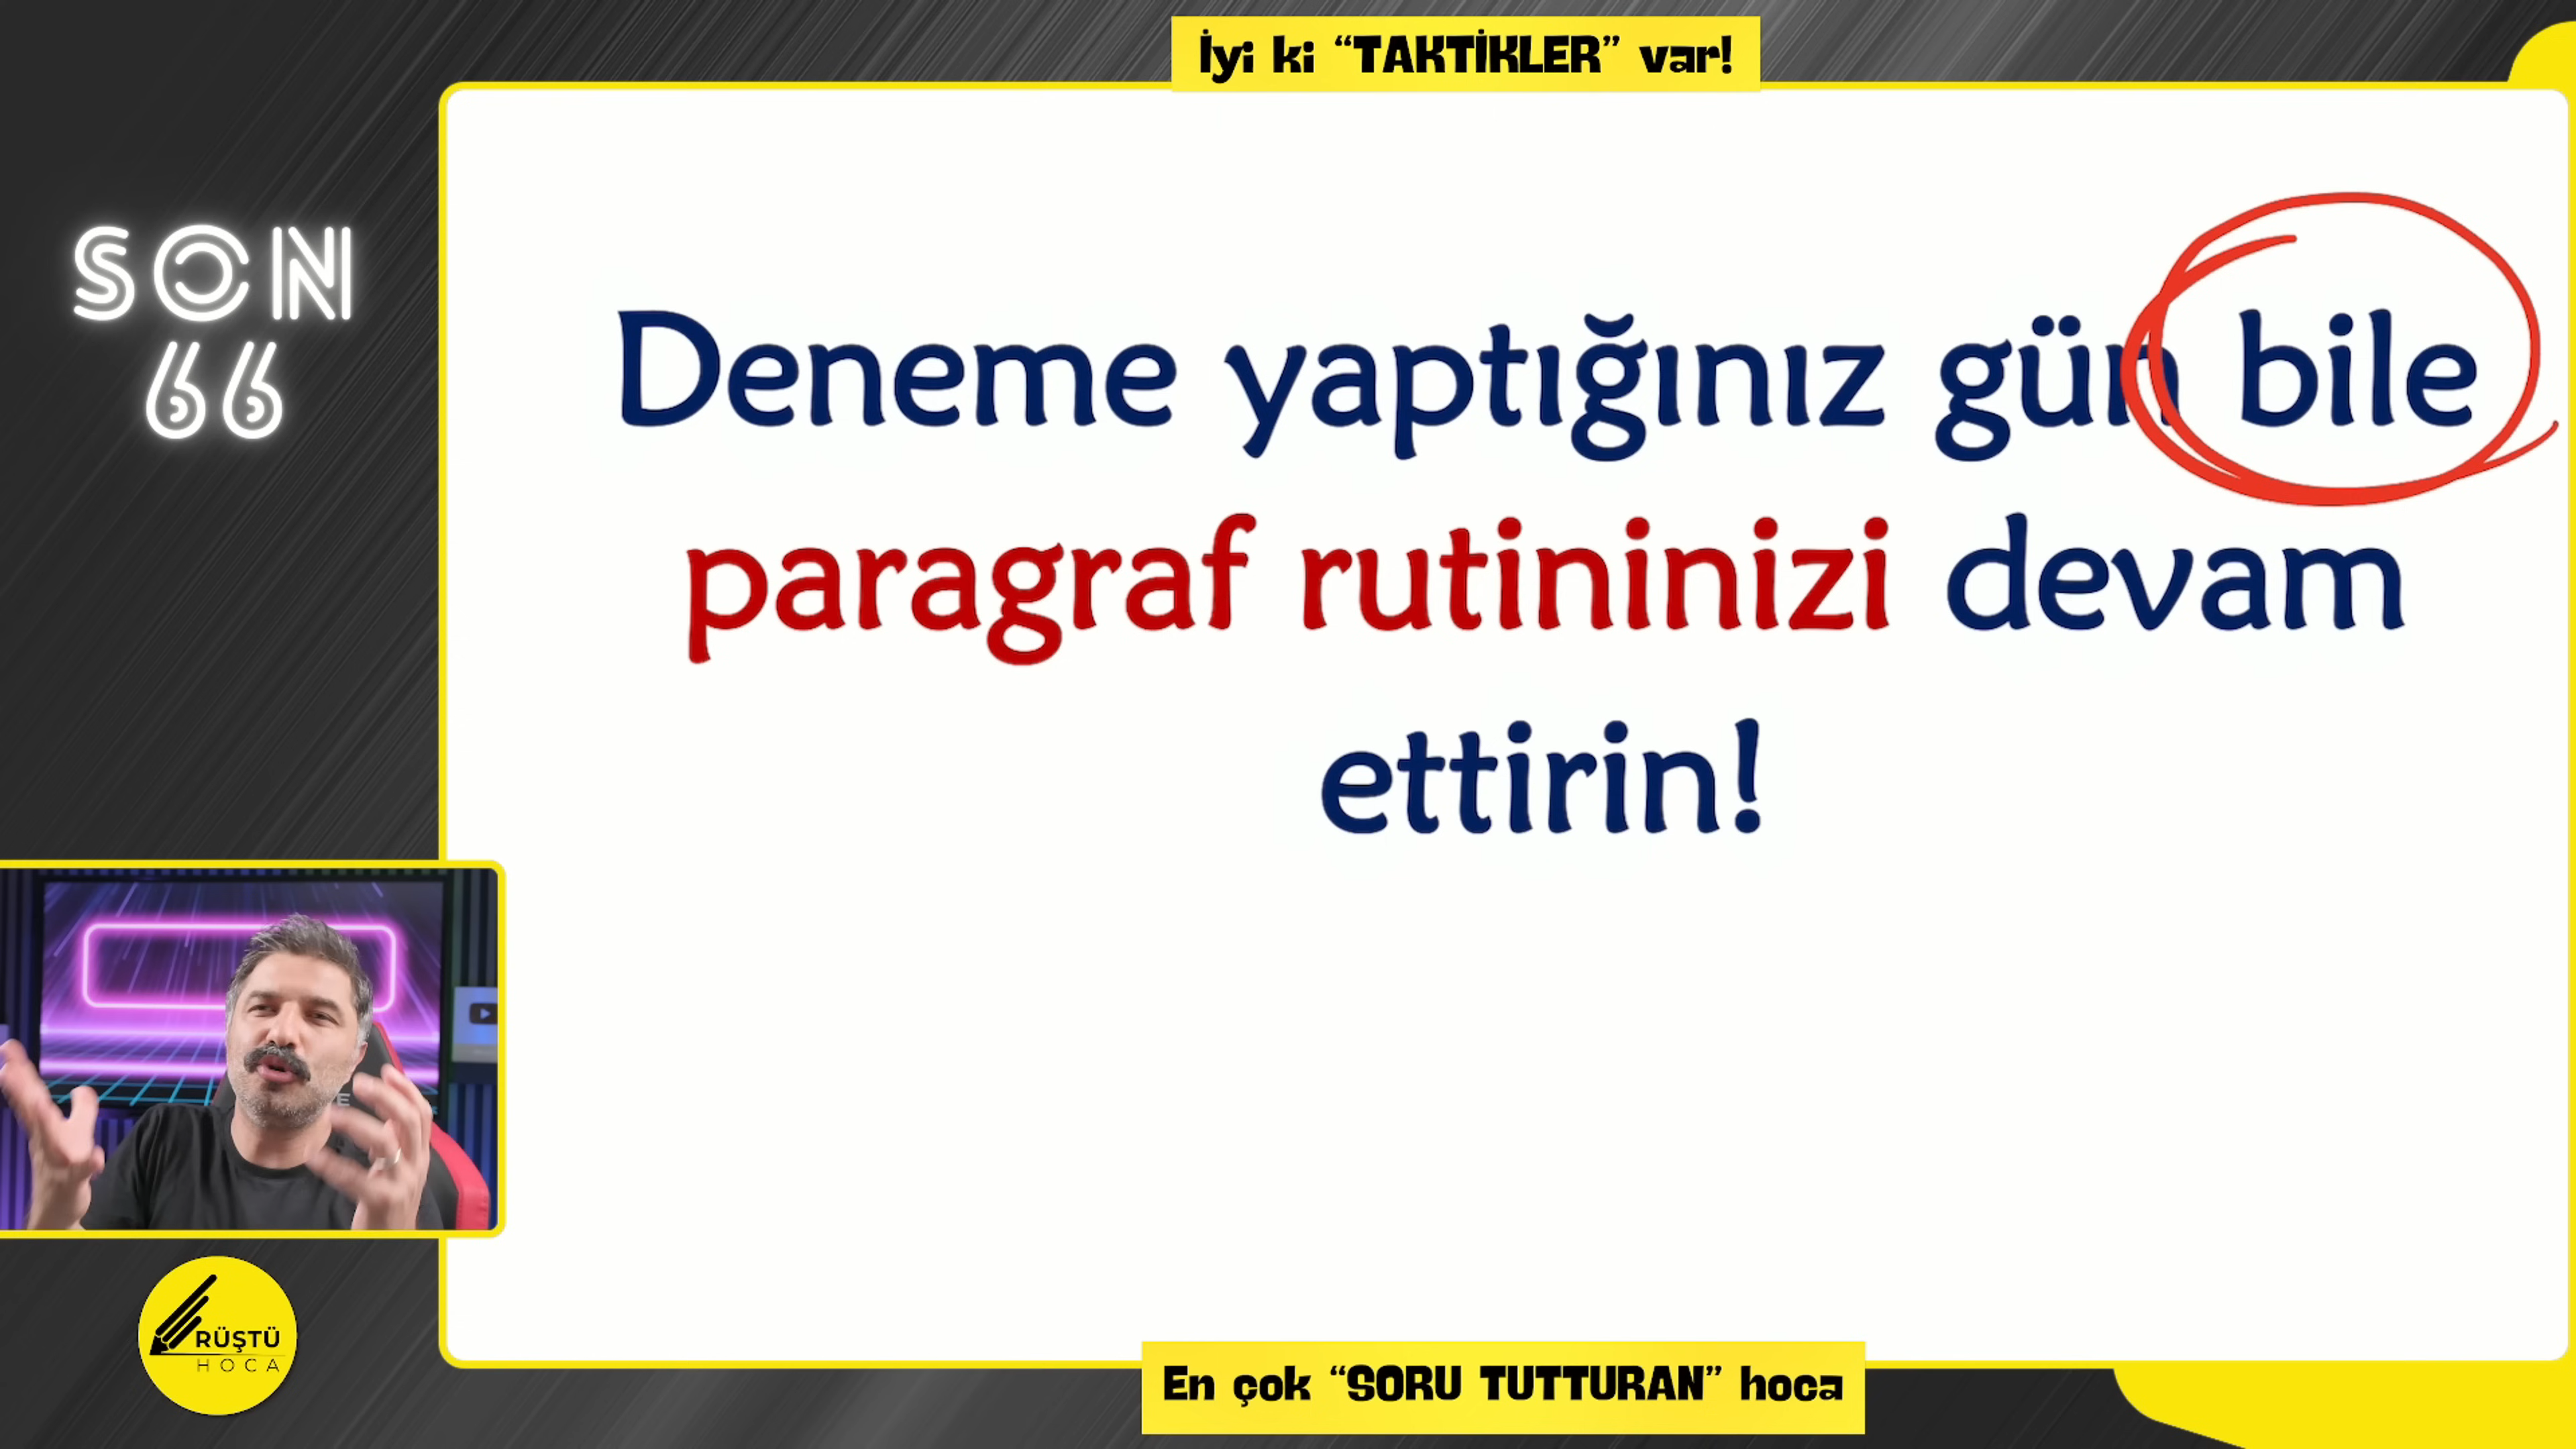 İyi ki “TAKTİKLER” var!
SON
66
Deneme yaptığınız gün bile
paragraf rutininizi devam
ettirin!
RÜŞTÜ
HOCA
En çok “SORU TUTTURAN” hoca